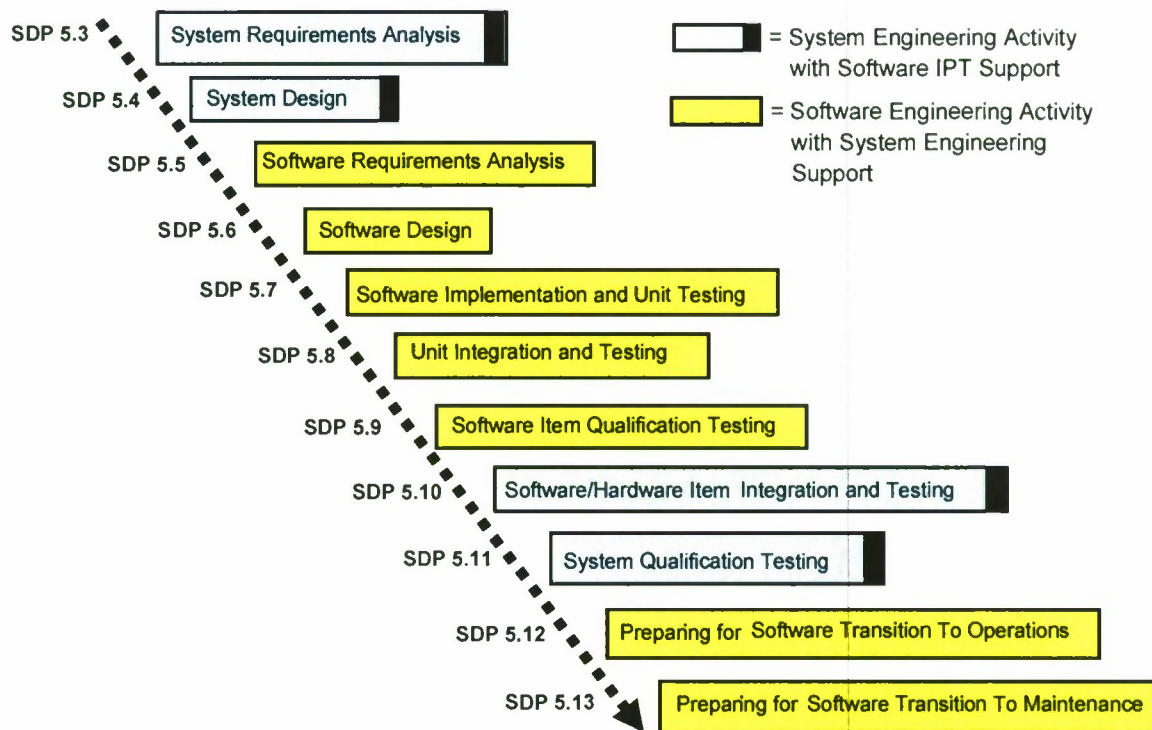 SDP 5.3 System Requirements Analysis
= System Engineering Activity
with Software IPT Support
SDP 5.4 System Design
= Software Engineering Activity
with System Engineering
Support
SDP 5.5 Software Requirements Analysis
SDP 5.6 Software Design
SDP 5.7 Software Implementation and Unit Testing
SDP 5.8 Unit Integration and Testing
SDP 5.9 Software Item Qualification Testing
SDP 5.10 Software/Hardware Item Integration and Testing
SDP 5.11 System Qualification Testing
SDP 5.12 Preparing for Software Transition To Operations
SDP 5.13 Preparing for Software Transition To Maintenance